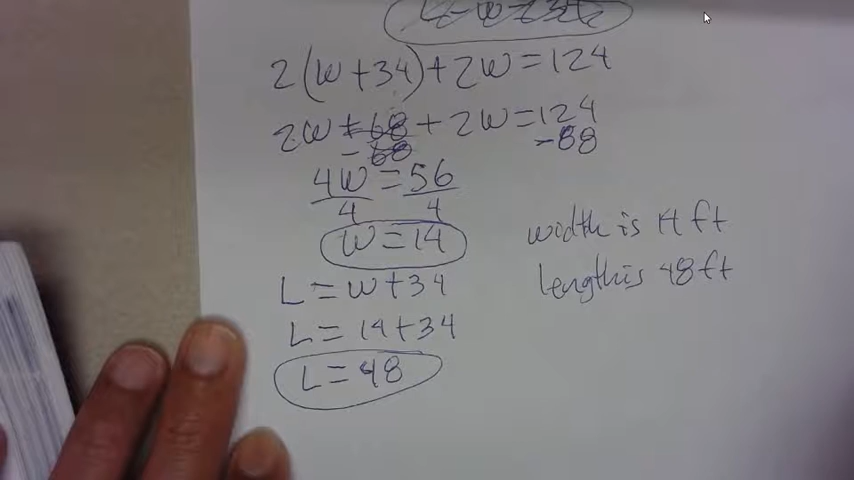 2(W+34)+2W=124
2W+68+2W=124
-68 -68
4W=56
4 4
W=14
L=W+34
L=14+34
L=48
width is 14 ft
length is 48 ft